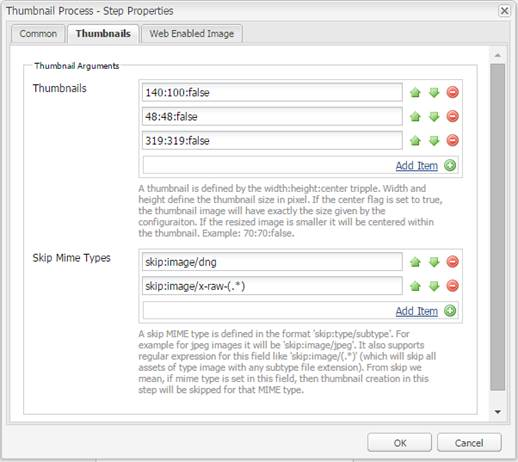 Thumbnail Process - Step Properties
Common Thumbnails Web Enabled Image
Thumbnail Arguments
Thumbnails
140:100:false
48:48:false
319:319:false
Add Item
A thumbnail is defined by the width:height:center tripple. Width and
height define the thumbnail size in pixel. If the center flag is set to true,
the thumbnail image will have exactly the size given by the
configuraiton. If the resized image is smaller it will be centered within
the thumbnail. Example: 70:70:false.
Skip Mime Types
skip:image/dng
skip:image/x-raw-(.*)
Add Item
A skip MIME type is defined in the format 'skip:type/subtype'. For
example for jpeg images it will be 'skip:image/jpeg'. It also supports
regular expression for this field like 'skip:image/(.*)' (which will skip all
assets of type image with any subtype file extension). From skip we
mean, if mime type is set in this field, then thumbnail creation in this
step will be skipped for that MIME type.
OK Cancel